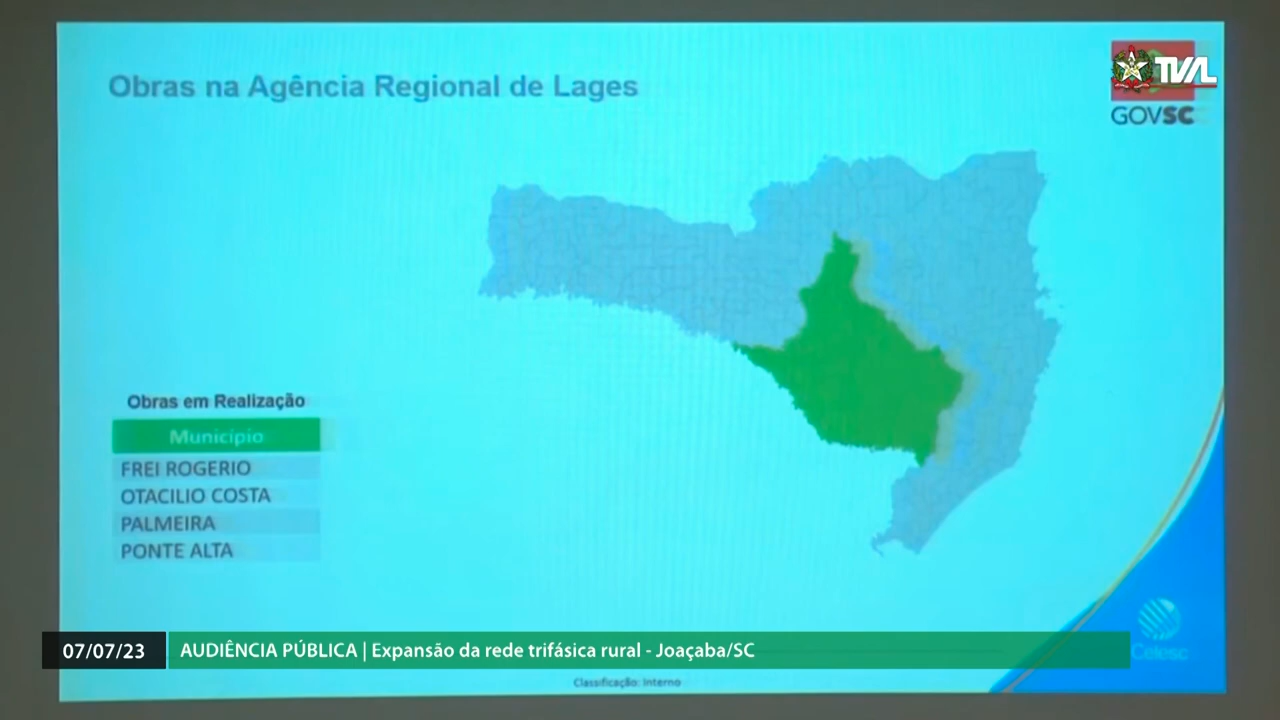 Obras na Agência Regional de Lages
TVAL
GOVSC
Obras em Realização
Município
FREI ROGERIO
OTACILIO COSTA
PALMEIRA
PONTE ALTA
07/07/23
AUDIÊNCIA PÚBLICA | Expansão da rede trifásica rural - Joaçaba/SC
Celesc
Classificação: Interno